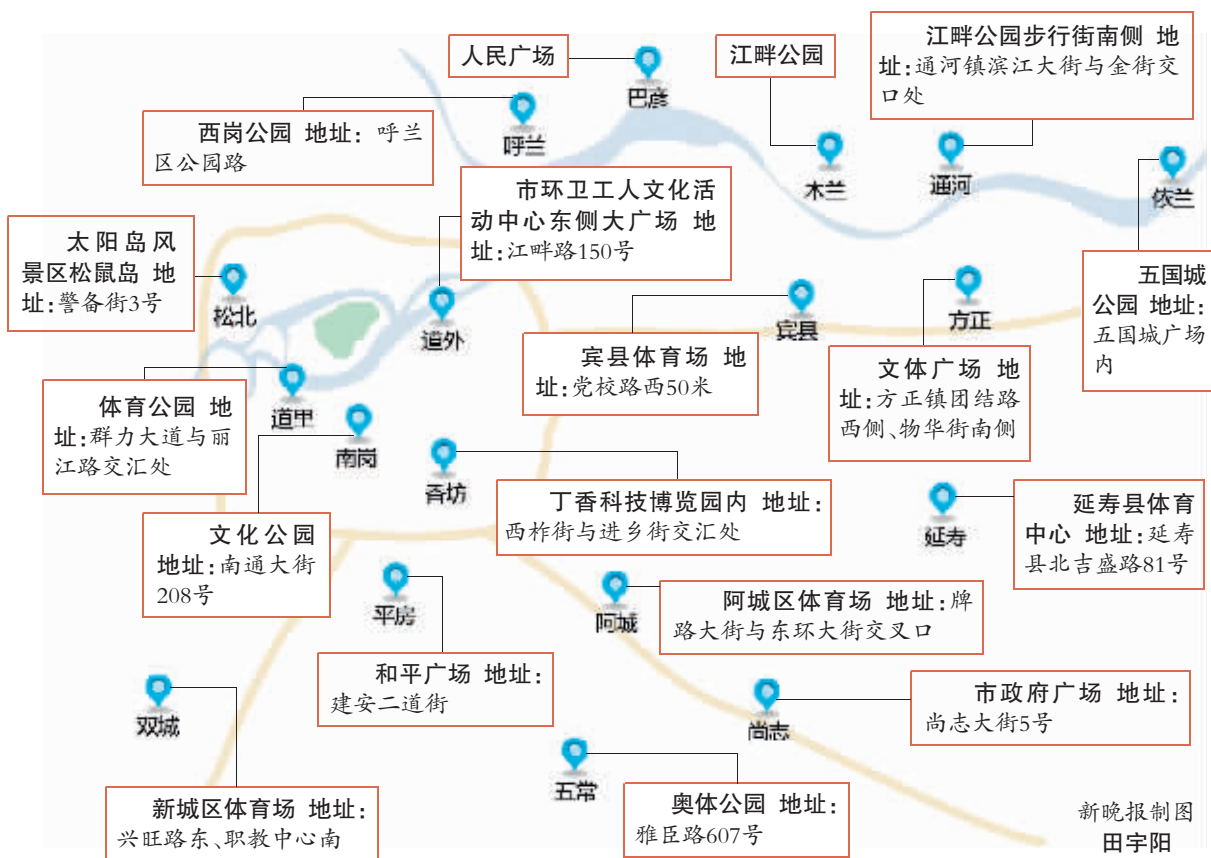 人民广场
巴彦
江畔公园
江畔公园步行街南侧 地
址:通河镇滨江大街与金街交
口处
西岗公园 地址: 呼兰
区公园路
呼兰
木兰
通河
依兰
市环卫工人文化活
动中心东侧大广场 地
址:江畔路150号
太阳岛风
景区松鼠岛 地
址:警备街3号
松北
道外
宾县
方正
五国城
公园 地址:
五国城广场
内
宾县体育场 地
址:党校路西50米
文体广场 地
址:方正镇团结路
西侧、物华街南侧
体育公园 地
址:群力大道与丽
江路交汇处
道里
南岗
香坊
丁香科技博览园内 地址:
西柞街与进乡街交汇处
延寿
延寿县体育
中心 地址:延寿
县北吉盛路81号
文化公园
地址:南通大街
208号
平房
阿城
阿城区体育场 地址:牌
路大街与东环大街交叉口
和平广场 地址:
建安二道街
双城
尚志
市政府广场 地址:
尚志大街5号
五常
新城区体育场 地址:
兴旺路东、职教中心南
奥体公园 地址:
雅臣路607号
新晚报制图
田宇阳